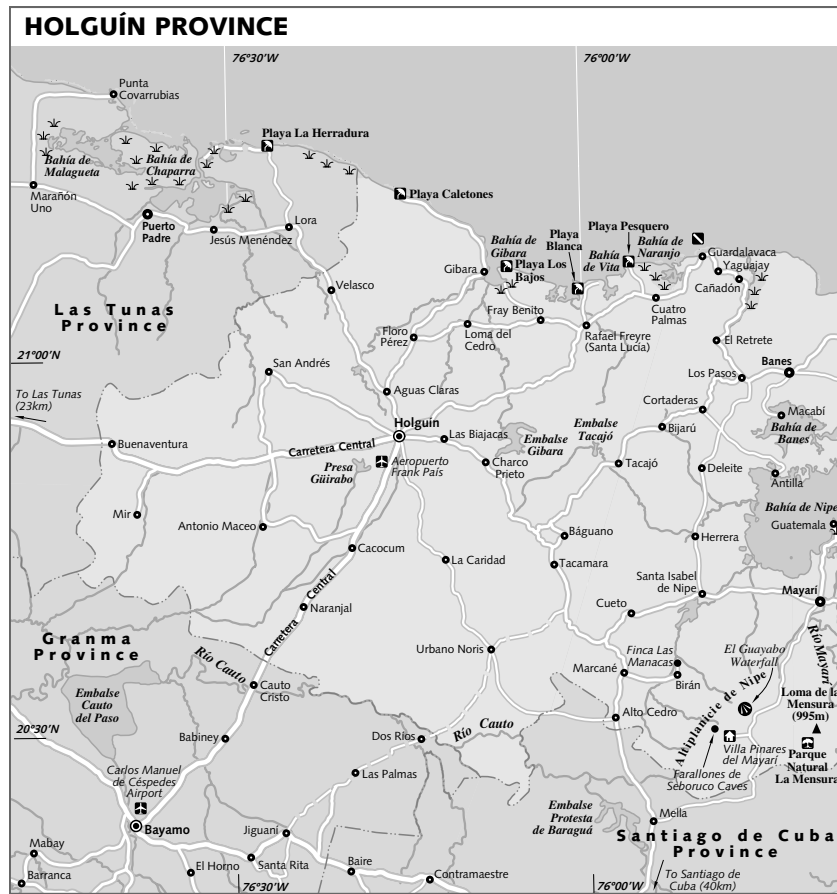 HOLGUÍN PROVINCE
76°30'W
76°00'W
Punta
Covarrubias
Playa La Herradura
Bahía de
Malagueta
Bahía de
Chaparra
Marañón
Uno
Playa Caletones
Puerto
Padre
Jesús Menéndez
Lora
Bahía de
Gibara
Playa
Blanca
Playa Pesquero
Bahía
de Vita
Bahía de
Naranjo
Guardalavaca
Yaguajay
Cañadón
Gibara
Playa Los
Bajos
Velasco
Las Tunas
Province
Floro
Pérez
Loma del
Cedro
Fray Benito
Rafael Freyre
(Santa Lucía)
Cuatro
Palmas
El Retrete
21°00'N
San Andrés
Los Pasos
Banes
To Las Tunas
(23km)
Aguas Claras
Cortaderas
Macabí
Holguín
Buenaventura
Carretera Central
Las Biajacas
Embalse
Gibara
Embalse
Tacajó
Bijarú
Bahía de
Banes
Presa
Güirabo
Aeropuerto
Frank País
Charco
Prieto
Tacajó
Deleite
Antilla
Mir
Antonio Maceo
Bahía de Nipe
Guatemala
Báguano
Herrera
Cacocum
La Caridad
Tacamara
Carretera Central
Naranjal
Santa Isabel
de Nipe
Mayarí
Cueto
Granma
Province
Río Cauto
Urbano Noris
Finca Las
Manacas
El Guayabo
Waterfall
Río Mayarí
Marcané
Birán
Embalse
Cauto
del Paso
Cauto
Cristo
Altiplanicie de Nipe
Loma de la
Mensura
(995m)
20°30'N
Babiney
Dos Ríos
Río Cauto
Alto Cedro
Villa Pinares
del Mayarí
Parque
Natural
La Mensura
Carlos Manuel
de Céspedes
Airport
Las Palmas
Farallones de
Seboruco Caves
Embalse
Protesta
de Baraguá
Mella
Bayamo
Jiguaní
Santiago de Cuba
Province
Mabay
Barranca
El Horno
Santa Rita
Baire
Contramaestre
To Santiago de
Cuba (40km)
76°30'W
76°00'W